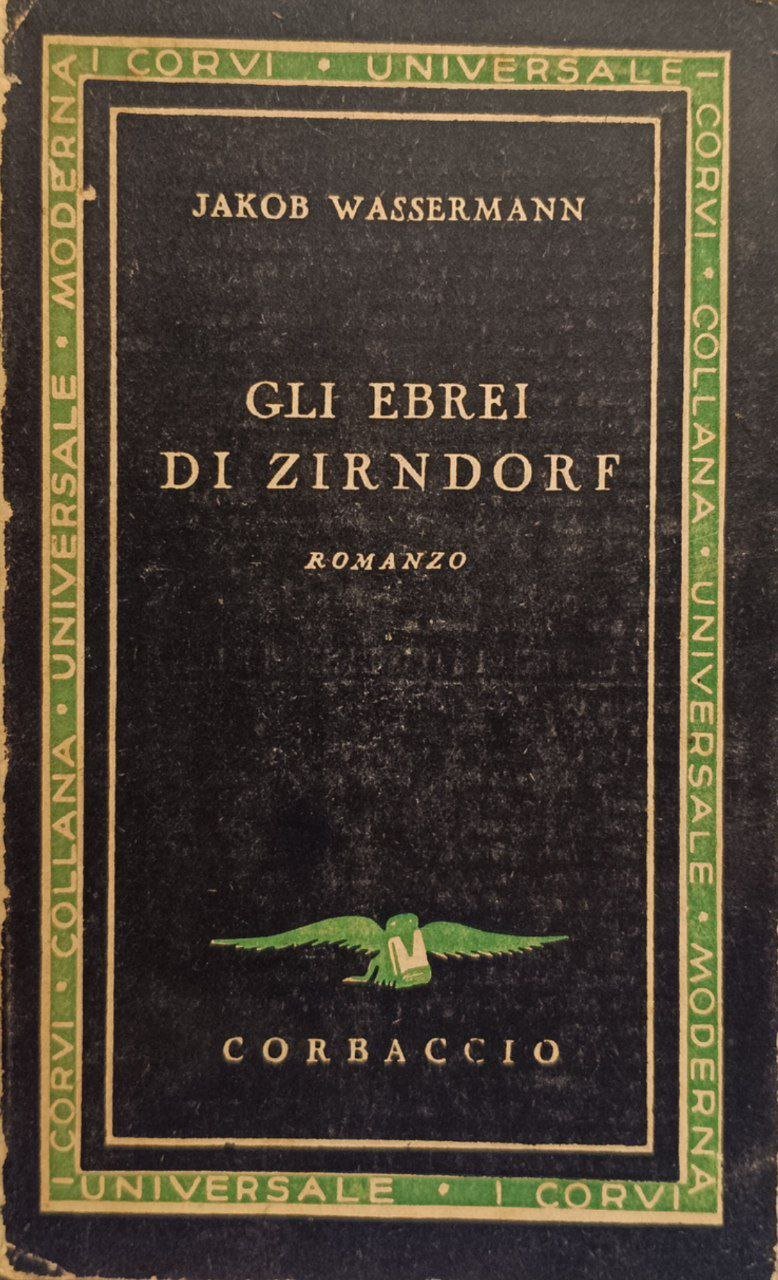 I CORVI • UNIVERSALE
I CORVI • COLLANA • UNIVERSALE • MODERNA
I CORVI • COLLANA • UNIVERSALE • MODERNA
JAKOB WASSERMANN
GLI EBREI
DI ZIRNDORF
ROMANZO
CORBACCIO
UNIVERSALE • I CORVI